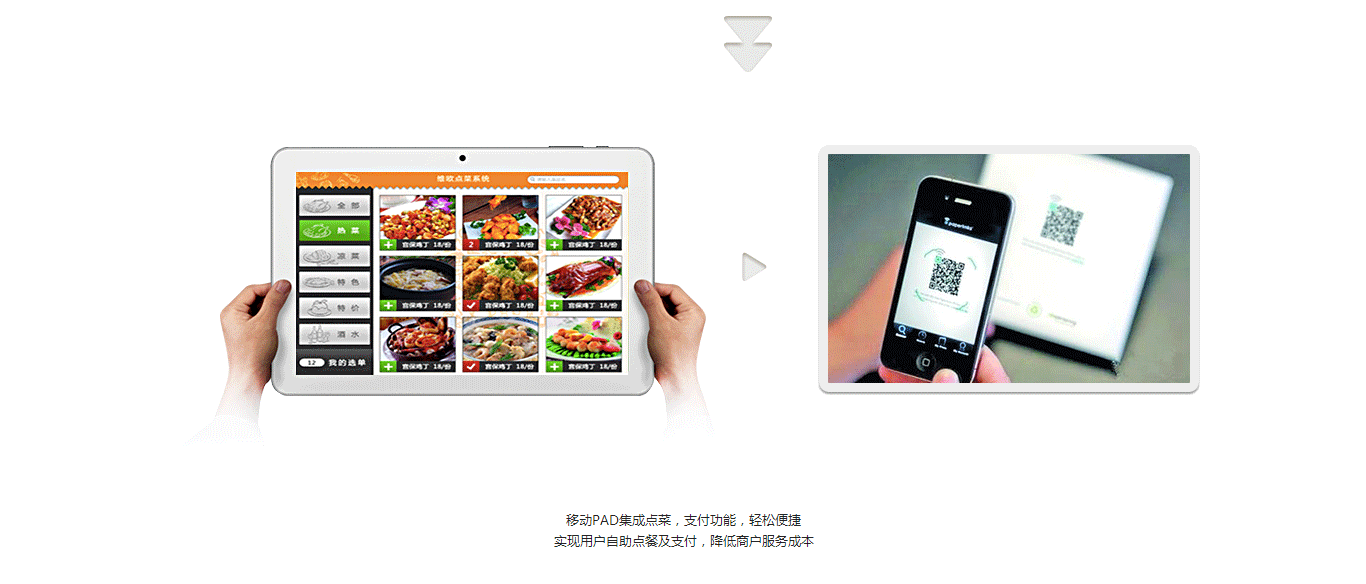 维欧点菜系统
全部
热菜
凉菜
特色
特价
酒水
12 我的选单
宫保鸡丁 18/份
2 宫保鸡丁 18/份
宫保鸡丁 18/份
宫保鸡丁 18/份
宫保鸡丁 18/份
宫保鸡丁 18/份
宫保鸡丁 18/份
宫保鸡丁 18/份
宫保鸡丁 18/份
paperlinks
移动PAD集成点菜，支付功能，轻松便捷
实现用户自助点餐及支付，降低商户服务成本